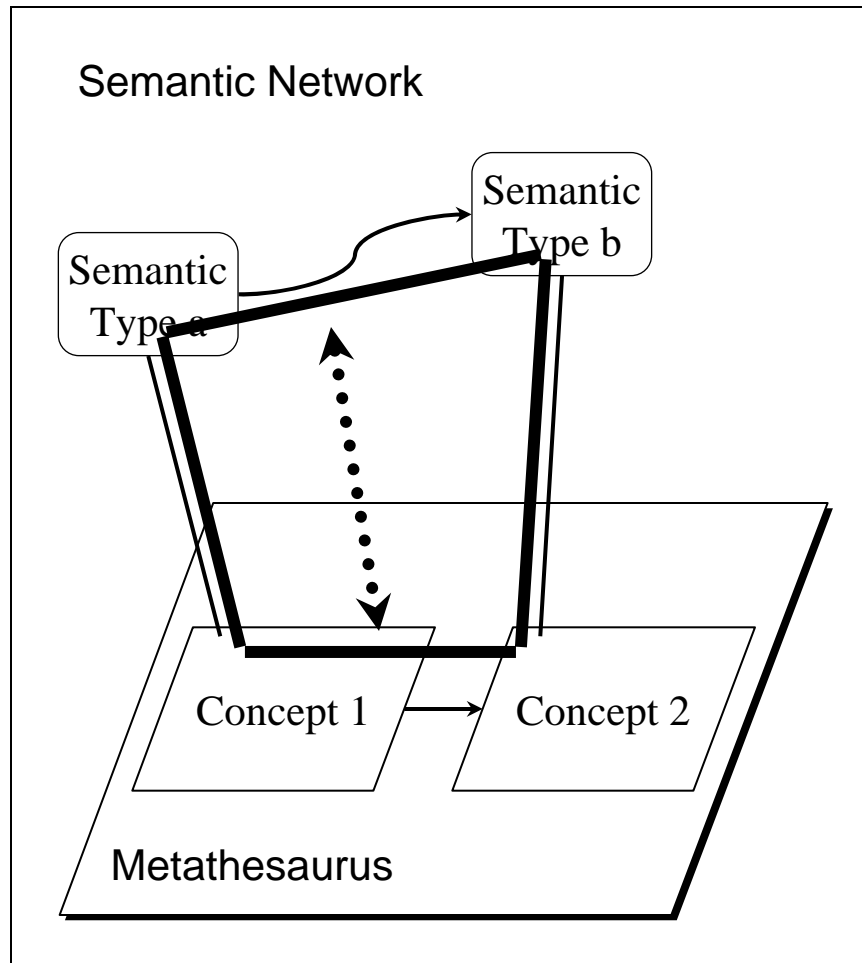 Semantic Network
Semantic
Type b
Semantic
Type a
Concept 1
Concept 2
Metathesaurus